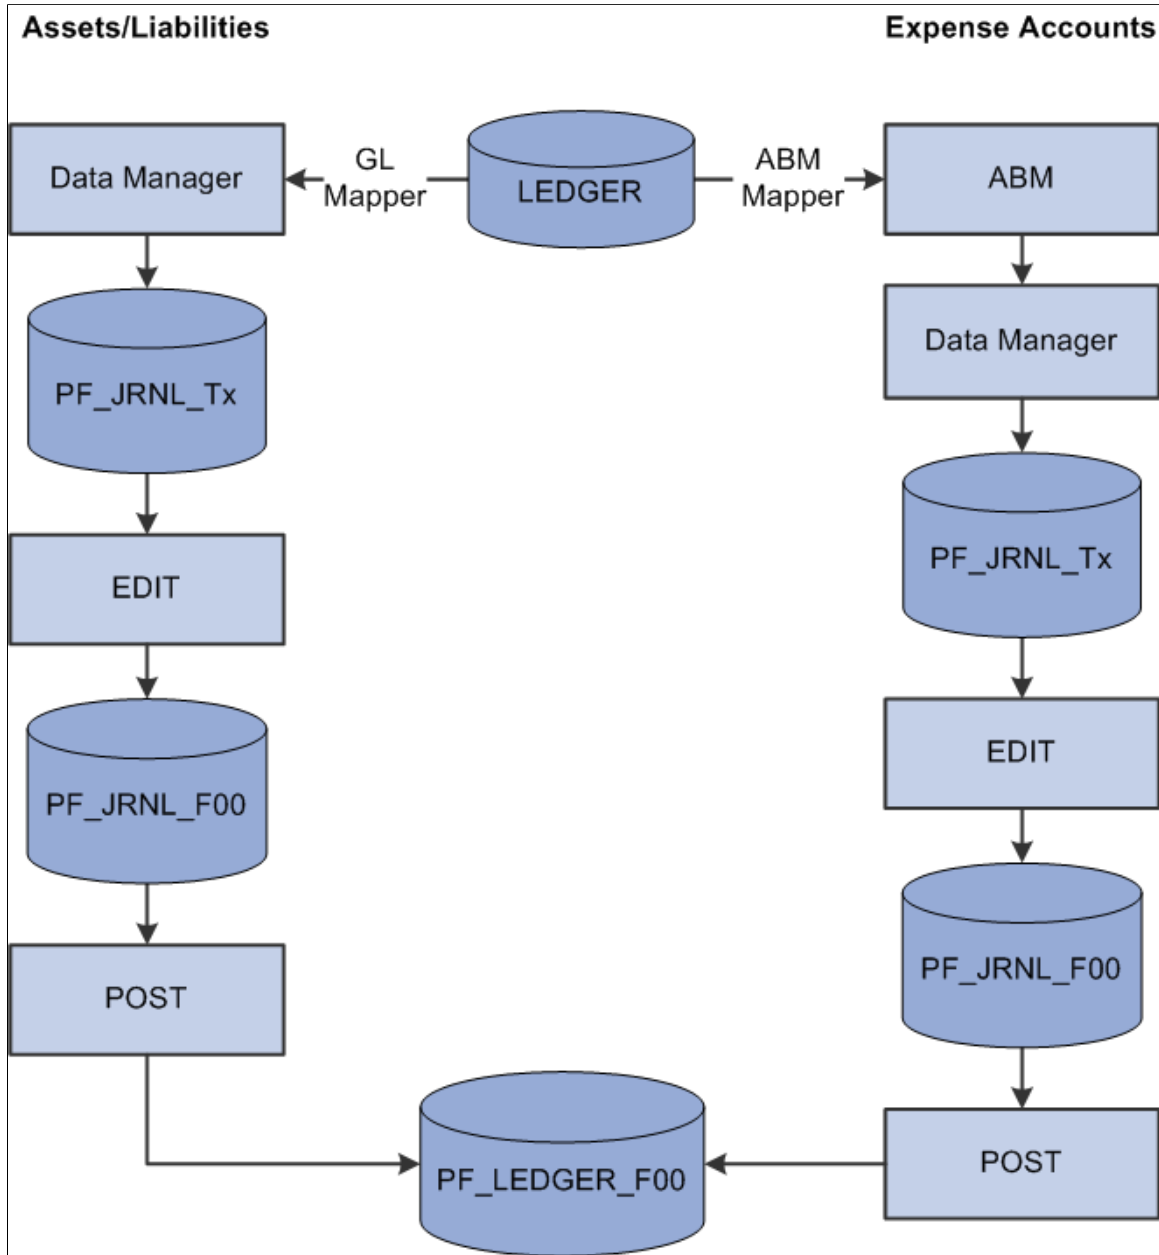 Assets/Liabilities
Expense Accounts
Data Manager
GL
Mapper
LEDGER
ABM
Mapper
ABM
PF_JRNL_Tx
Data Manager
EDIT
PF_JRNL_Tx
PF_JRNL_F00
EDIT
POST
PF_JRNL_F00
PF_LEDGER_F00
POST